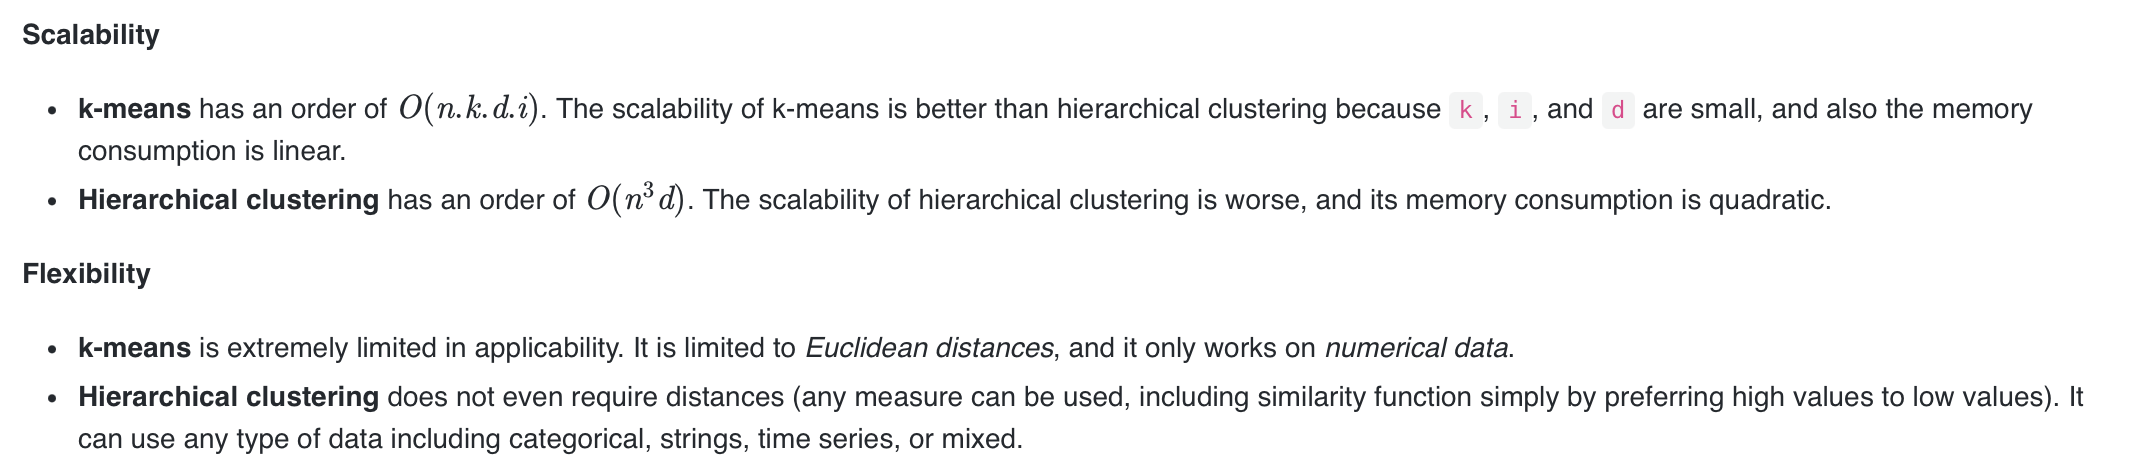 Scalability
• k-means has an order of O(n.k.d.i). The scalability of k-means is better than hierarchical clustering because k, i, and d are small, and also the memory
consumption is linear.
• Hierarchical clustering has an order of O(n³d). The scalability of hierarchical clustering is worse, and its memory consumption is quadratic.
Flexibility
• k-means is extremely limited in applicability. It is limited to Euclidean distances, and it only works on numerical data.
• Hierarchical clustering does not even require distances (any measure can be used, including similarity function simply by preferring high values to low values). It
can use any type of data including categorical, strings, time series, or mixed.